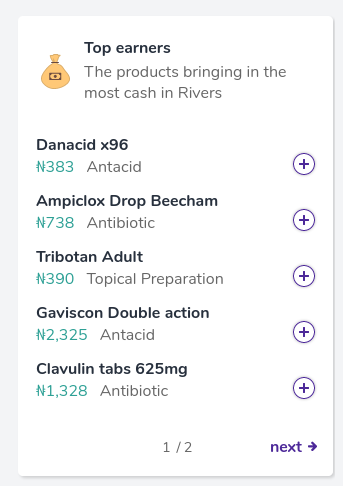 Top earners
The products bringing in the
most cash in Rivers
Danacid x96
₦383 Antacid
Ampiclox Drop Beecham
₦738 Antibiotic
Tribotan Adult
₦390 Topical Preparation
Gaviscon Double action
₦2,325 Antacid
Clavulin tabs 625mg
₦1,328 Antibiotic
1 / 2 next →